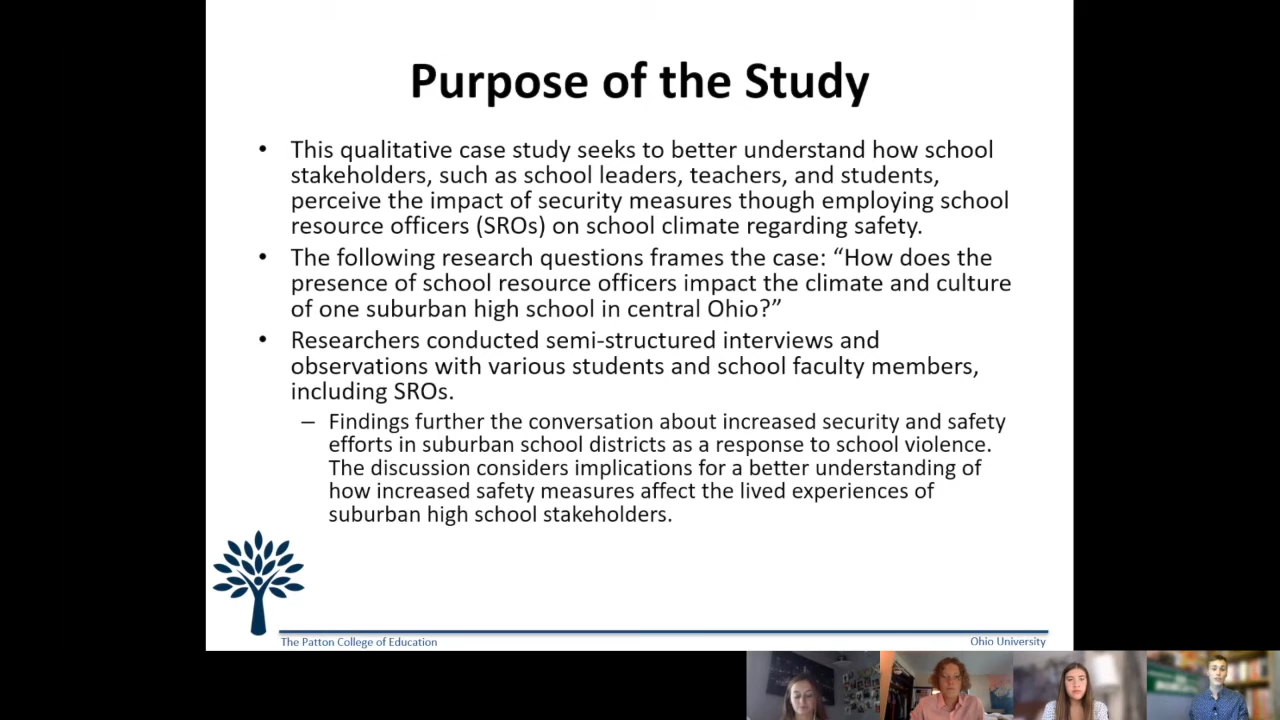 Purpose of the Study
• This qualitative case study seeks to better understand how school
stakeholders, such as school leaders, teachers, and students,
perceive the impact of security measures though employing school
resource officers (SROs) on school climate regarding safety.
• The following research questions frames the case: “How does the
presence of school resource officers impact the climate and culture
of one suburban high school in central Ohio?”
• Researchers conducted semi-structured interviews and
observations with various students and school faculty members,
including SROs.
– Findings further the conversation about increased security and safety
efforts in suburban school districts as a response to school violence.
The discussion considers implications for a better understanding of
how increased safety measures affect the lived experiences of
suburban high school stakeholders.
The Patton College of Education
Ohio University